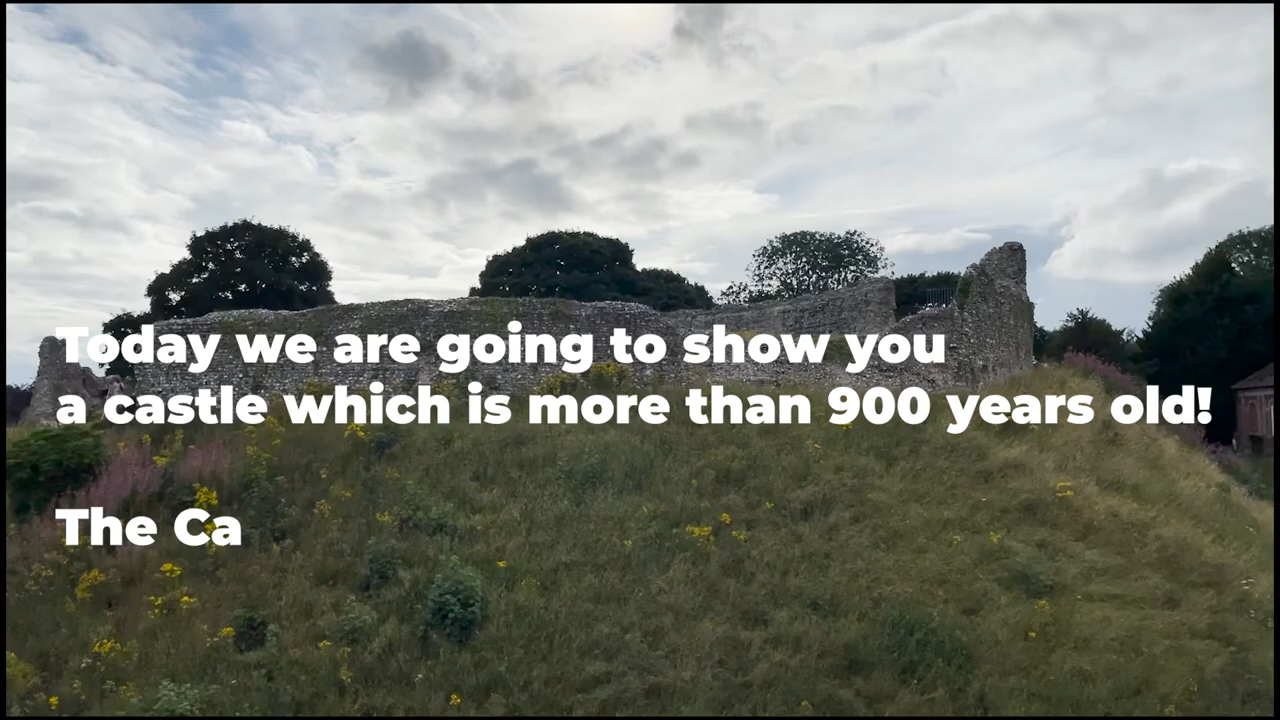 Today we are going to show you
a castle which is more than 900 years old!
The Ca